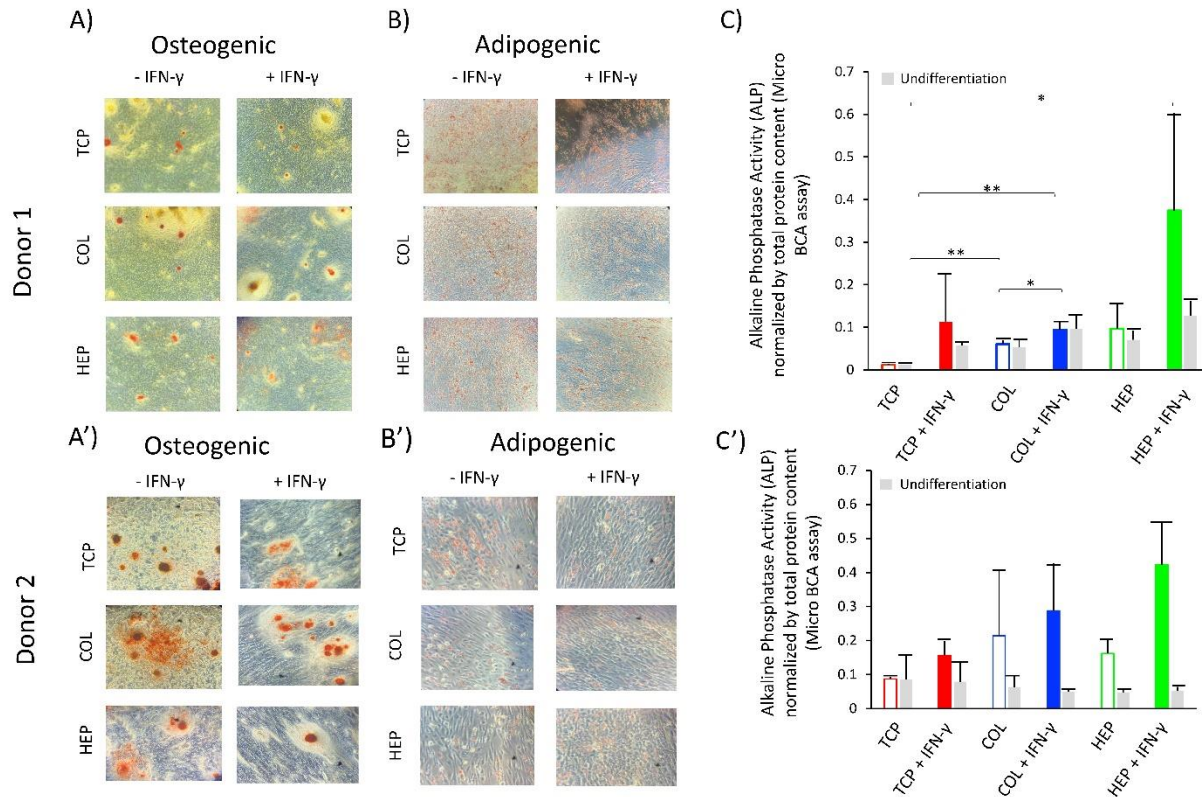 A)
Osteogenic
- IFN-γ
+ IFN-γ
Donor 1
TCP
COL
HEP
B)
Adipogenic
- IFN-γ
+ IFN-γ
TCP
COL
HEP
C)
Alkaline Phosphatase Activity (ALP)
normalized by total protein content (Micro
BCA assay)
0.7
0.6
0.5
0.4
0.3
0.2
0.1
0
Undifferentiation
*
**
**
*
TCP
TCP + IFN-γ
COL
COL + IFN-γ
HEP
HEP + IFN-γ
A')
Osteogenic
- IFN-γ
+ IFN-γ
Donor 2
TCP
COL
HEP
B')
Adipogenic
- IFN-γ
+ IFN-γ
TCP
COL
HEP
C')
Alkaline Phosphatase Activity (ALP)
normalized by total protein content
(Micro BCA assay)
0.7
0.6
0.5
0.4
0.3
0.2
0.1
0
Undifferentiation
TCP
TCP + IFN-γ
COL
COL + IFN-γ
HEP
HEP + IFN-γ